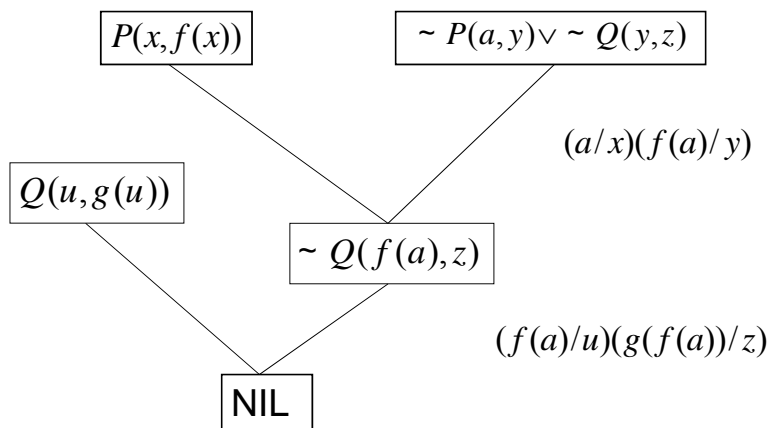 P(x, f(x))
~ P(a, y)∨ ~ Q(y, z)
(a/x)(f(a)/y)
Q(u, g(u))
~ Q(f(a), z)
(f(a)/u)(g(f(a))/z)
NIL